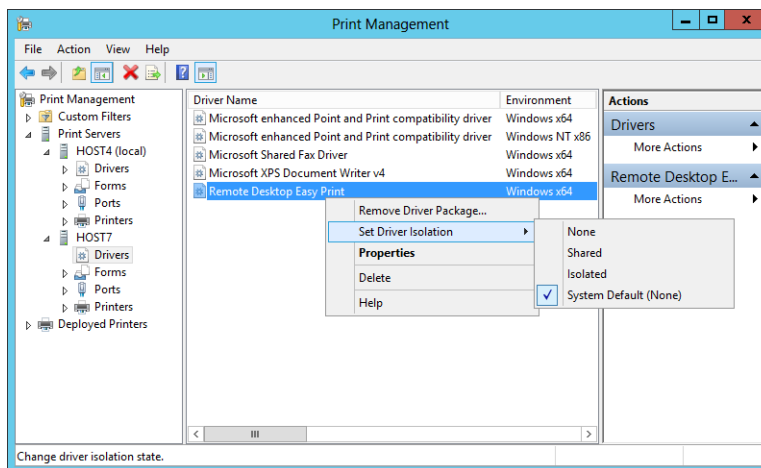 Print Management
File Action View Help
Print Management
Custom Filters
Print Servers
HOST4 (local)
Drivers
Forms
Ports
Printers
HOST7
Drivers
Forms
Ports
Printers
Deployed Printers
Driver Name Environment
Microsoft enhanced Point and Print compatibility driver Windows x64
Microsoft enhanced Point and Print compatibility driver Windows NT x86
Microsoft Shared Fax Driver Windows x64
Microsoft XPS Document Writer v4 Windows x64
Remote Desktop Easy Print Windows x64
Remove Driver Package...
Set Driver Isolation
Properties
Delete
Help
None
Shared
Isolated
System Default (None)
Actions
Drivers
More Actions
Remote Desktop E...
More Actions
Change driver isolation state.